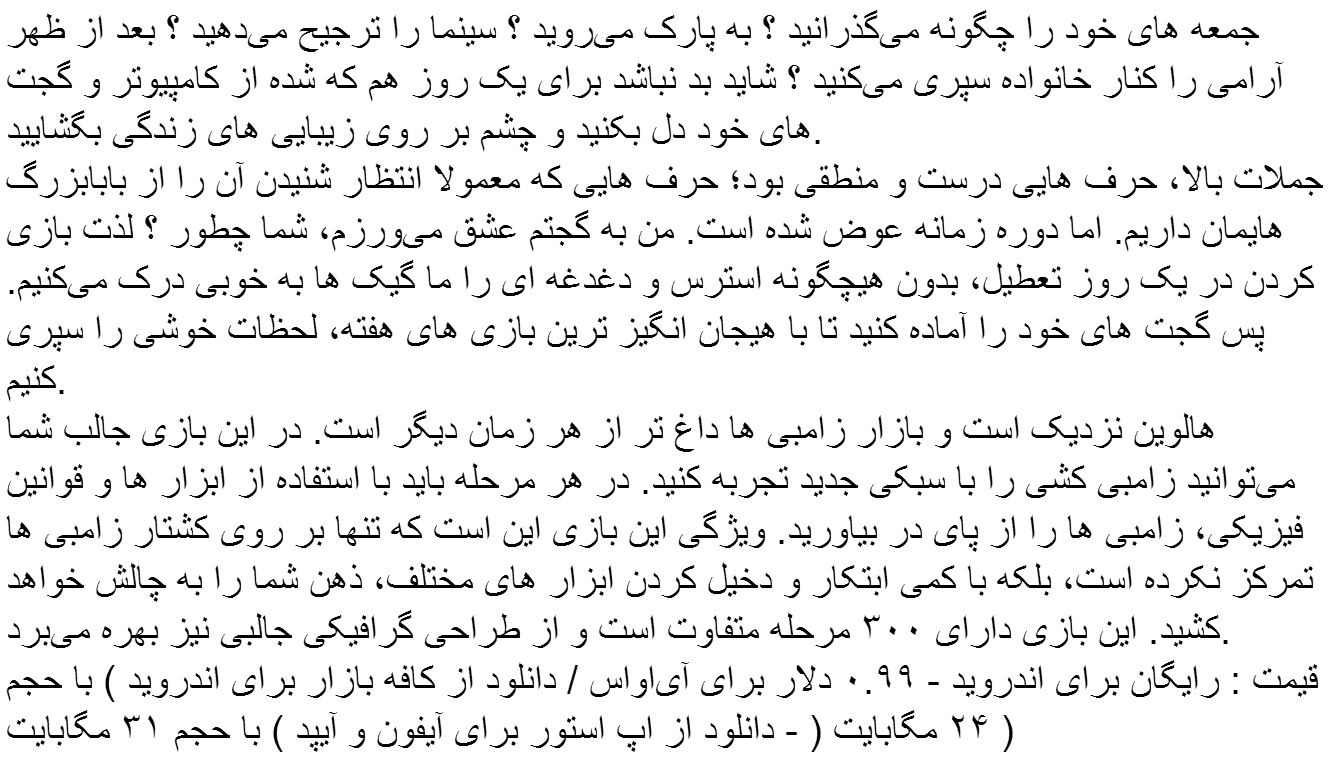 جمعه های خود را چگونه می‌گذرانید ؟ به پارک می‌روید ؟ سینما را ترجیح می‌دهید ؟ بعد از ظهر
آرامی را کنار خانواده سپری می‌کنید ؟ شاید بد نباشد برای یک روز هم که شده از کامپیوتر و گجت
های خود دل بکنید و چشم بر روی زیبایی های زندگی بگشایید.
جملات بالا، حرف هایی درست و منطقی بود؛ حرف هایی که معمولا انتظار شنیدن آن را از بابابزرگ
هایمان داریم. اما دوره زمانه عوض شده است. من به گجتم عشق می‌ورزم، شما چطور ؟ لذت بازی
کردن در یک روز تعطیل، بدون هیچگونه استرس و دغدغه ای را ما گیک ها به خوبی درک می‌کنیم.
پس گجت های خود را آماده کنید تا با هیجان انگیز ترین بازی های هفته، لحظات خوشی را سپری
کنیم.
هالوین نزدیک است و بازار زامبی ها داغ تر از هر زمان دیگر است. در این بازی جالب شما
می‌توانید زامبی کشی را با سبکی جدید تجربه کنید. در هر مرحله باید با استفاده از ابزار ها و قوانین
فیزیکی، زامبی ها را از پای در بیاورید. ویژگی این بازی این است که تنها بر روی کشتار زامبی ها
تمرکز نکرده است، بلکه با کمی ابتکار و دخیل کردن ابزار های مختلف، ذهن شما را به چالش خواهد
کشید. این بازی دارای ۳۰۰ مرحله متفاوت است و از طراحی گرافیکی جالبی نیز بهره می‌برد.
قیمت : رایگان برای اندروید - ۰.۹۹ دلار برای آی‌اواس / دانلود از کافه بازار برای اندروید ) با حجم
۲۴ مگابایت ( - دانلود از اپ استور برای آیفون و آیپد ) با حجم ۳۱ مگابایت (